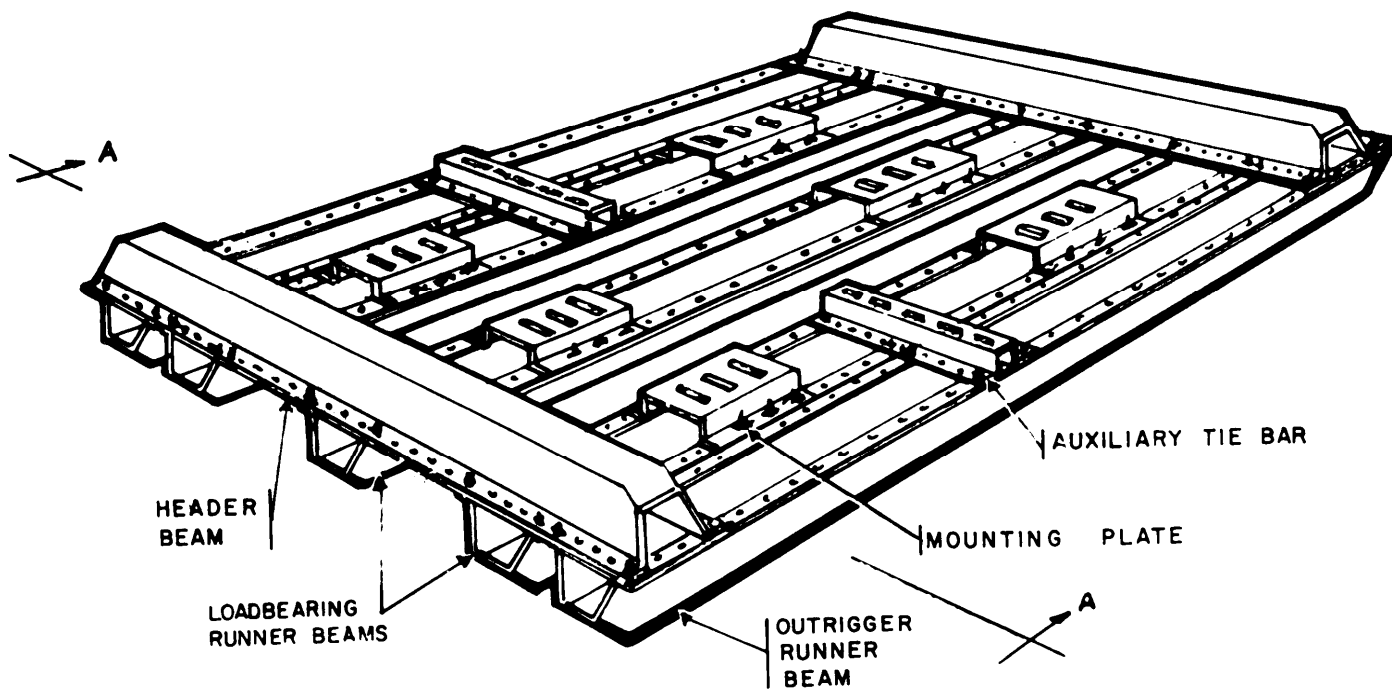 A
AUXILIARY TIE BAR
HEADER
BEAM
MOUNTING PLATE
LOADBEARING
RUNNER BEAMS
A
OUTRIGGER
RUNNER
BEAM